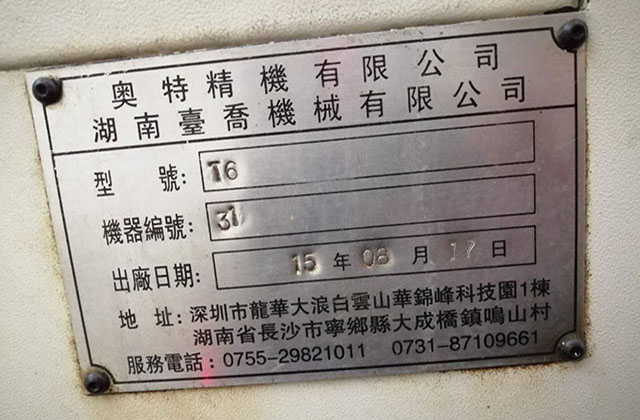 奥特精機有限公司
湖南臺喬機械有限公司
型 號: T6
機器編號: 31
出廠日期: 15 年 08 月 17 日
地 址: 深圳市龍華大浪白雲山華錦峰科技園1棟
湖南省長沙市寧鄉縣大成橋鎮鳴山村
服務電話: 0755-29821011 0731-87109661